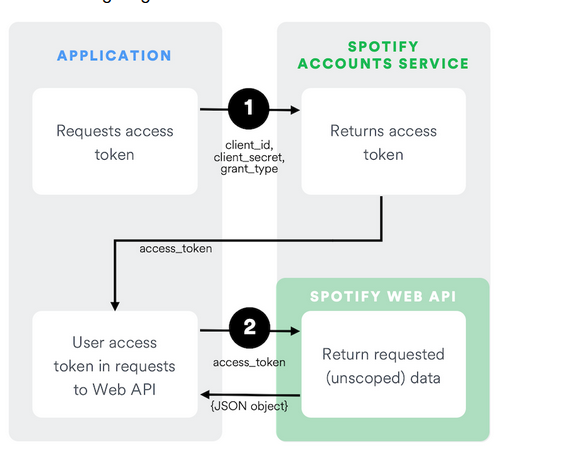 APPLICATION
SPOTIFY
ACCOUNTS SERVICE
Requests access
token
1
client_id,
client_secret,
grant_type
Returns access
token
access_token
SPOTIFY WEB API
User access
token in requests
to Web API
2
access_token
Return requested
(unscoped) data
{JSON object}